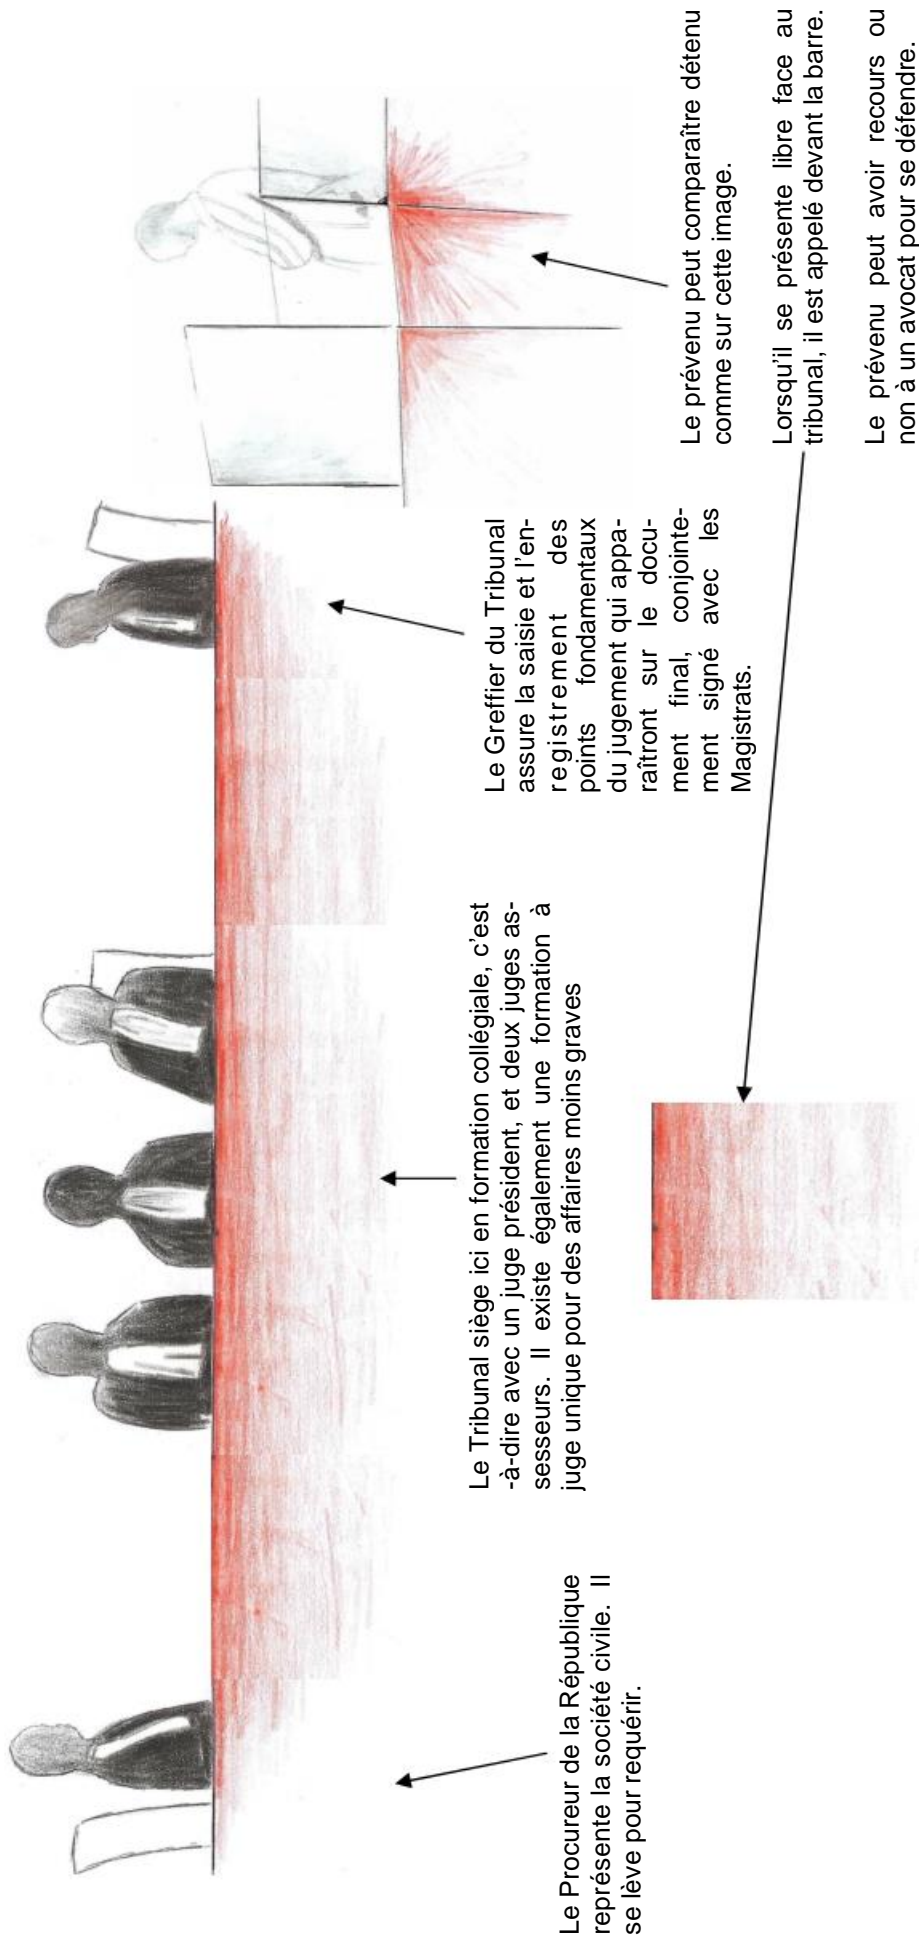 Le Procureur de la République
représente la société civile. Il
se lève pour requérir.
Le Tribunal siège ici en formation collégiale, c'est
-à-dire avec un juge président, et deux juges as-
sesseurs. Il existe également une formation à
juge unique pour des affaires moins graves
Le Greffier du Tribunal
assure la saisie et l'en-
registrement des
points fondamentaux
du jugement qui appa-
raîtront sur le docu-
ment final, conjointe-
ment signé avec les
Magistrats.
Le prévenu peut comparaître détenu
comme sur cette image.
Lorsqu'il se présente libre face au
tribunal, il est appelé devant la barre.
Le prévenu peut avoir recours ou
non à un avocat pour se défendre.